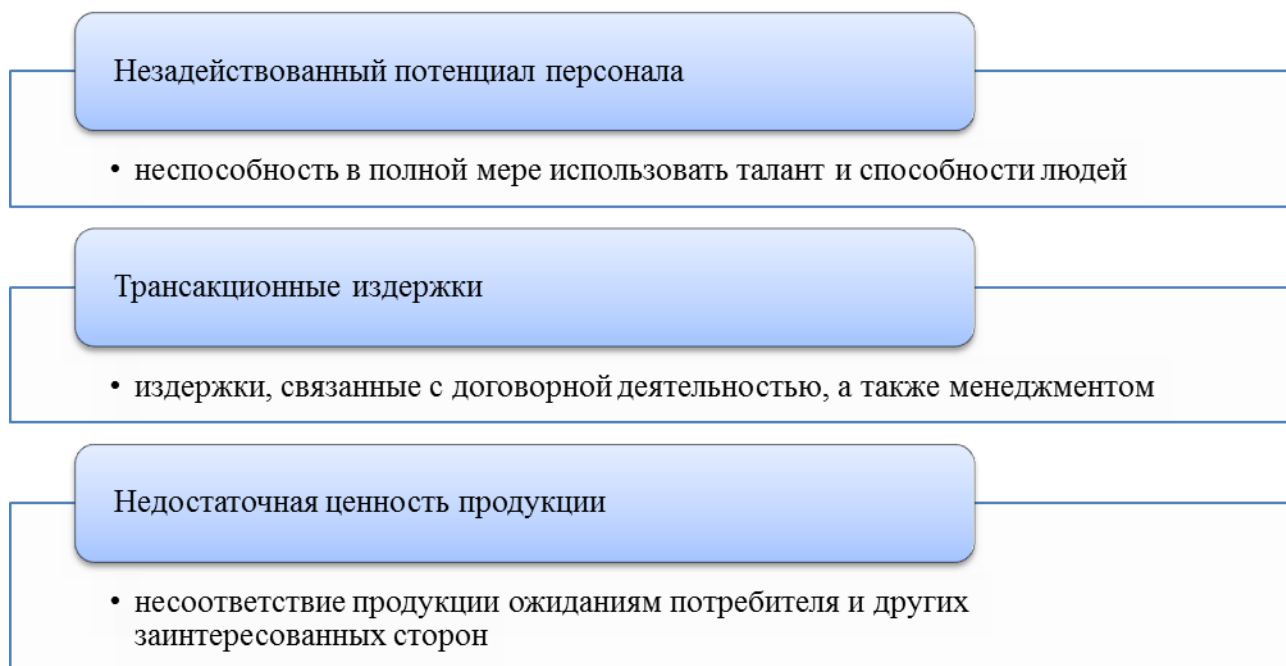 Незадействованный потенциал персонала
• неспособность в полной мере использовать талант и способности людей
Трансакционные издержки
• издержки, связанные с договорной деятельностью, а также менеджментом
Недостаточная ценность продукции
• несоответствие продукции ожиданиям потребителя и других
заинтересованных сторон